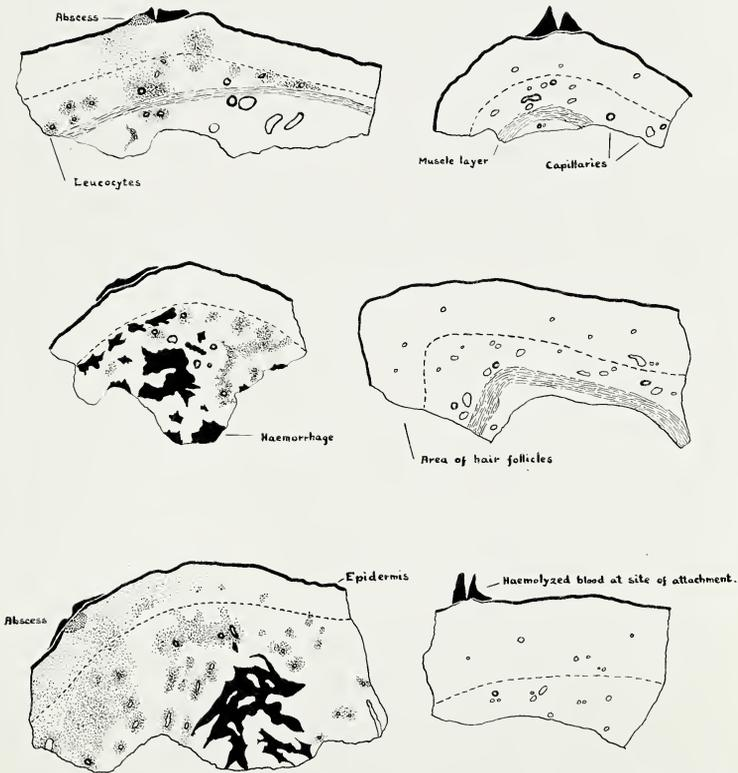 Abscess
Leucocytes
Muscle layer
Capillaries
Haemorrhage
Area of hair follicles
Epidermis
Abscess
Haemolyzed blood at site of attachment.